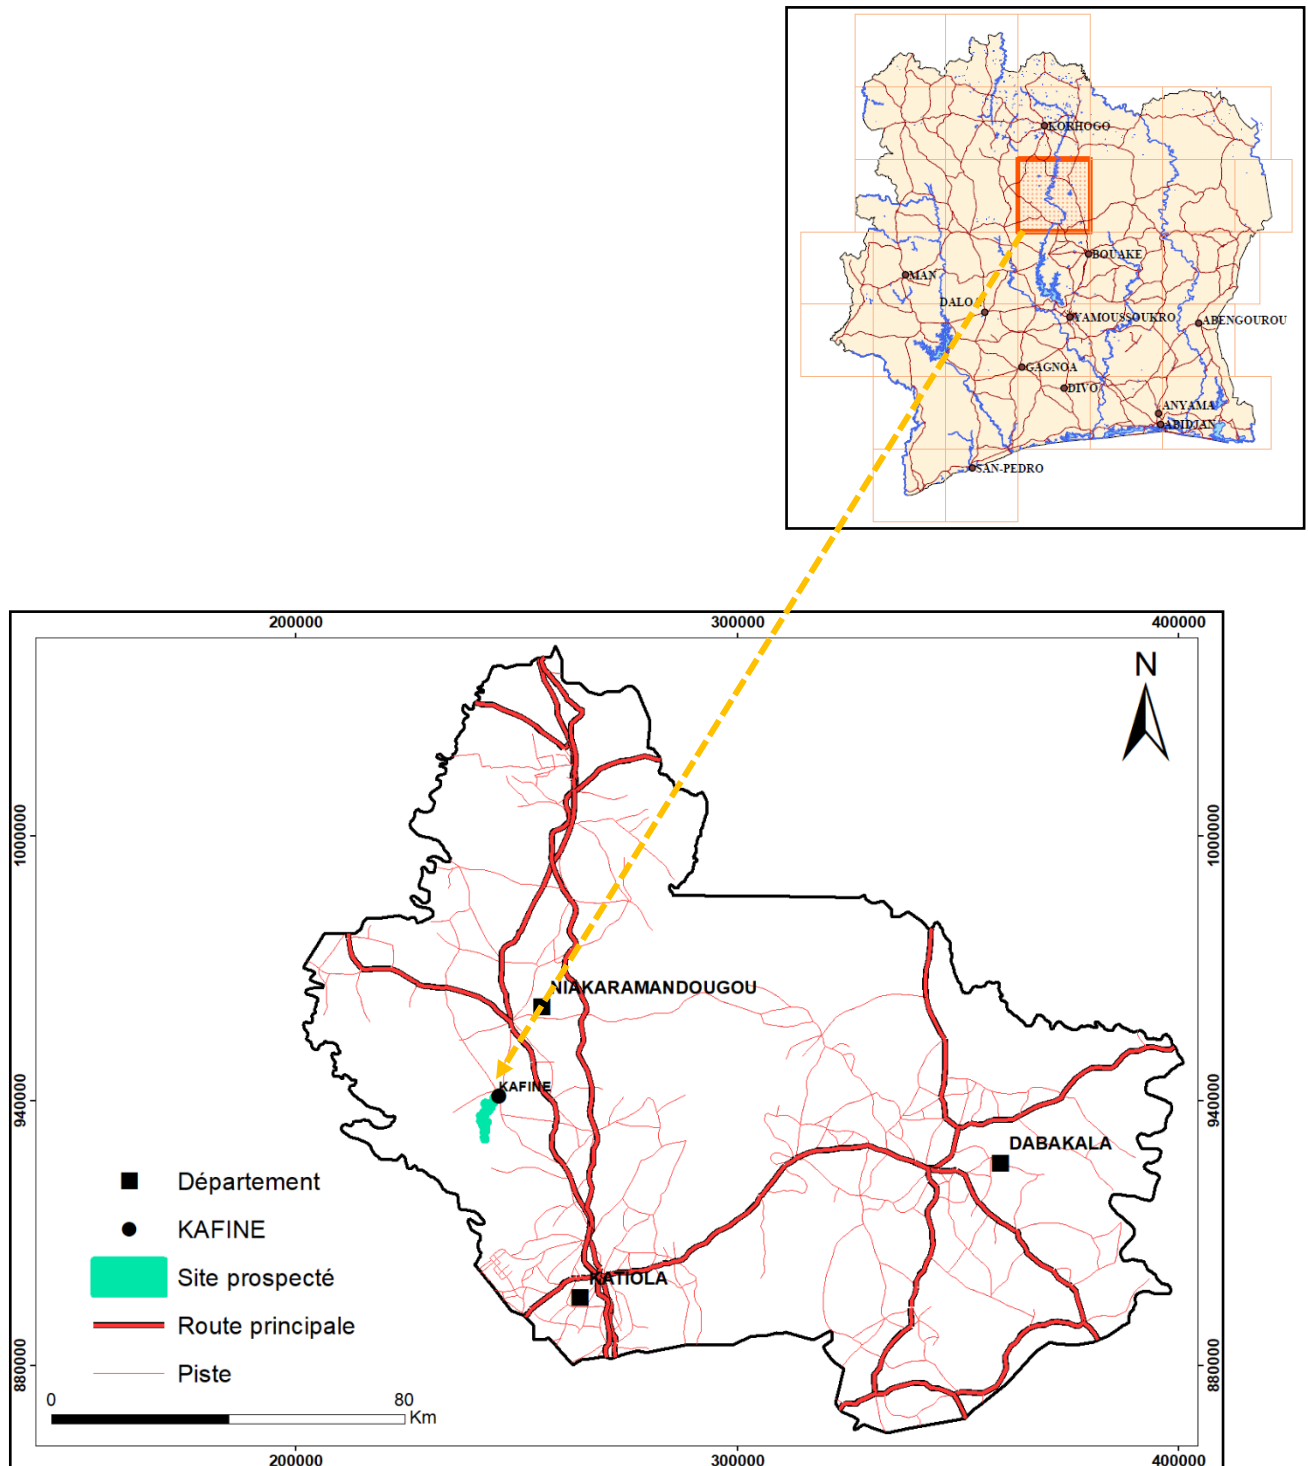 KORHOGO
BOUAKE
MAN
DALOA
YAMOUSSOUKRO
ABENGOUROU
GAGNOA
DIVO
ANYAMA
ABIDJAN
SAN-PEDRO
200000
300000
400000
N
1000000
1000000
NIAKARAMANDOUGOU
KAFINE
940000
940000
DABAKALA
Département
KAFINE
Site prospecté
KATIOLA
Route principale
Piste
880000
880000
0
80
Km
200000
300000
400000